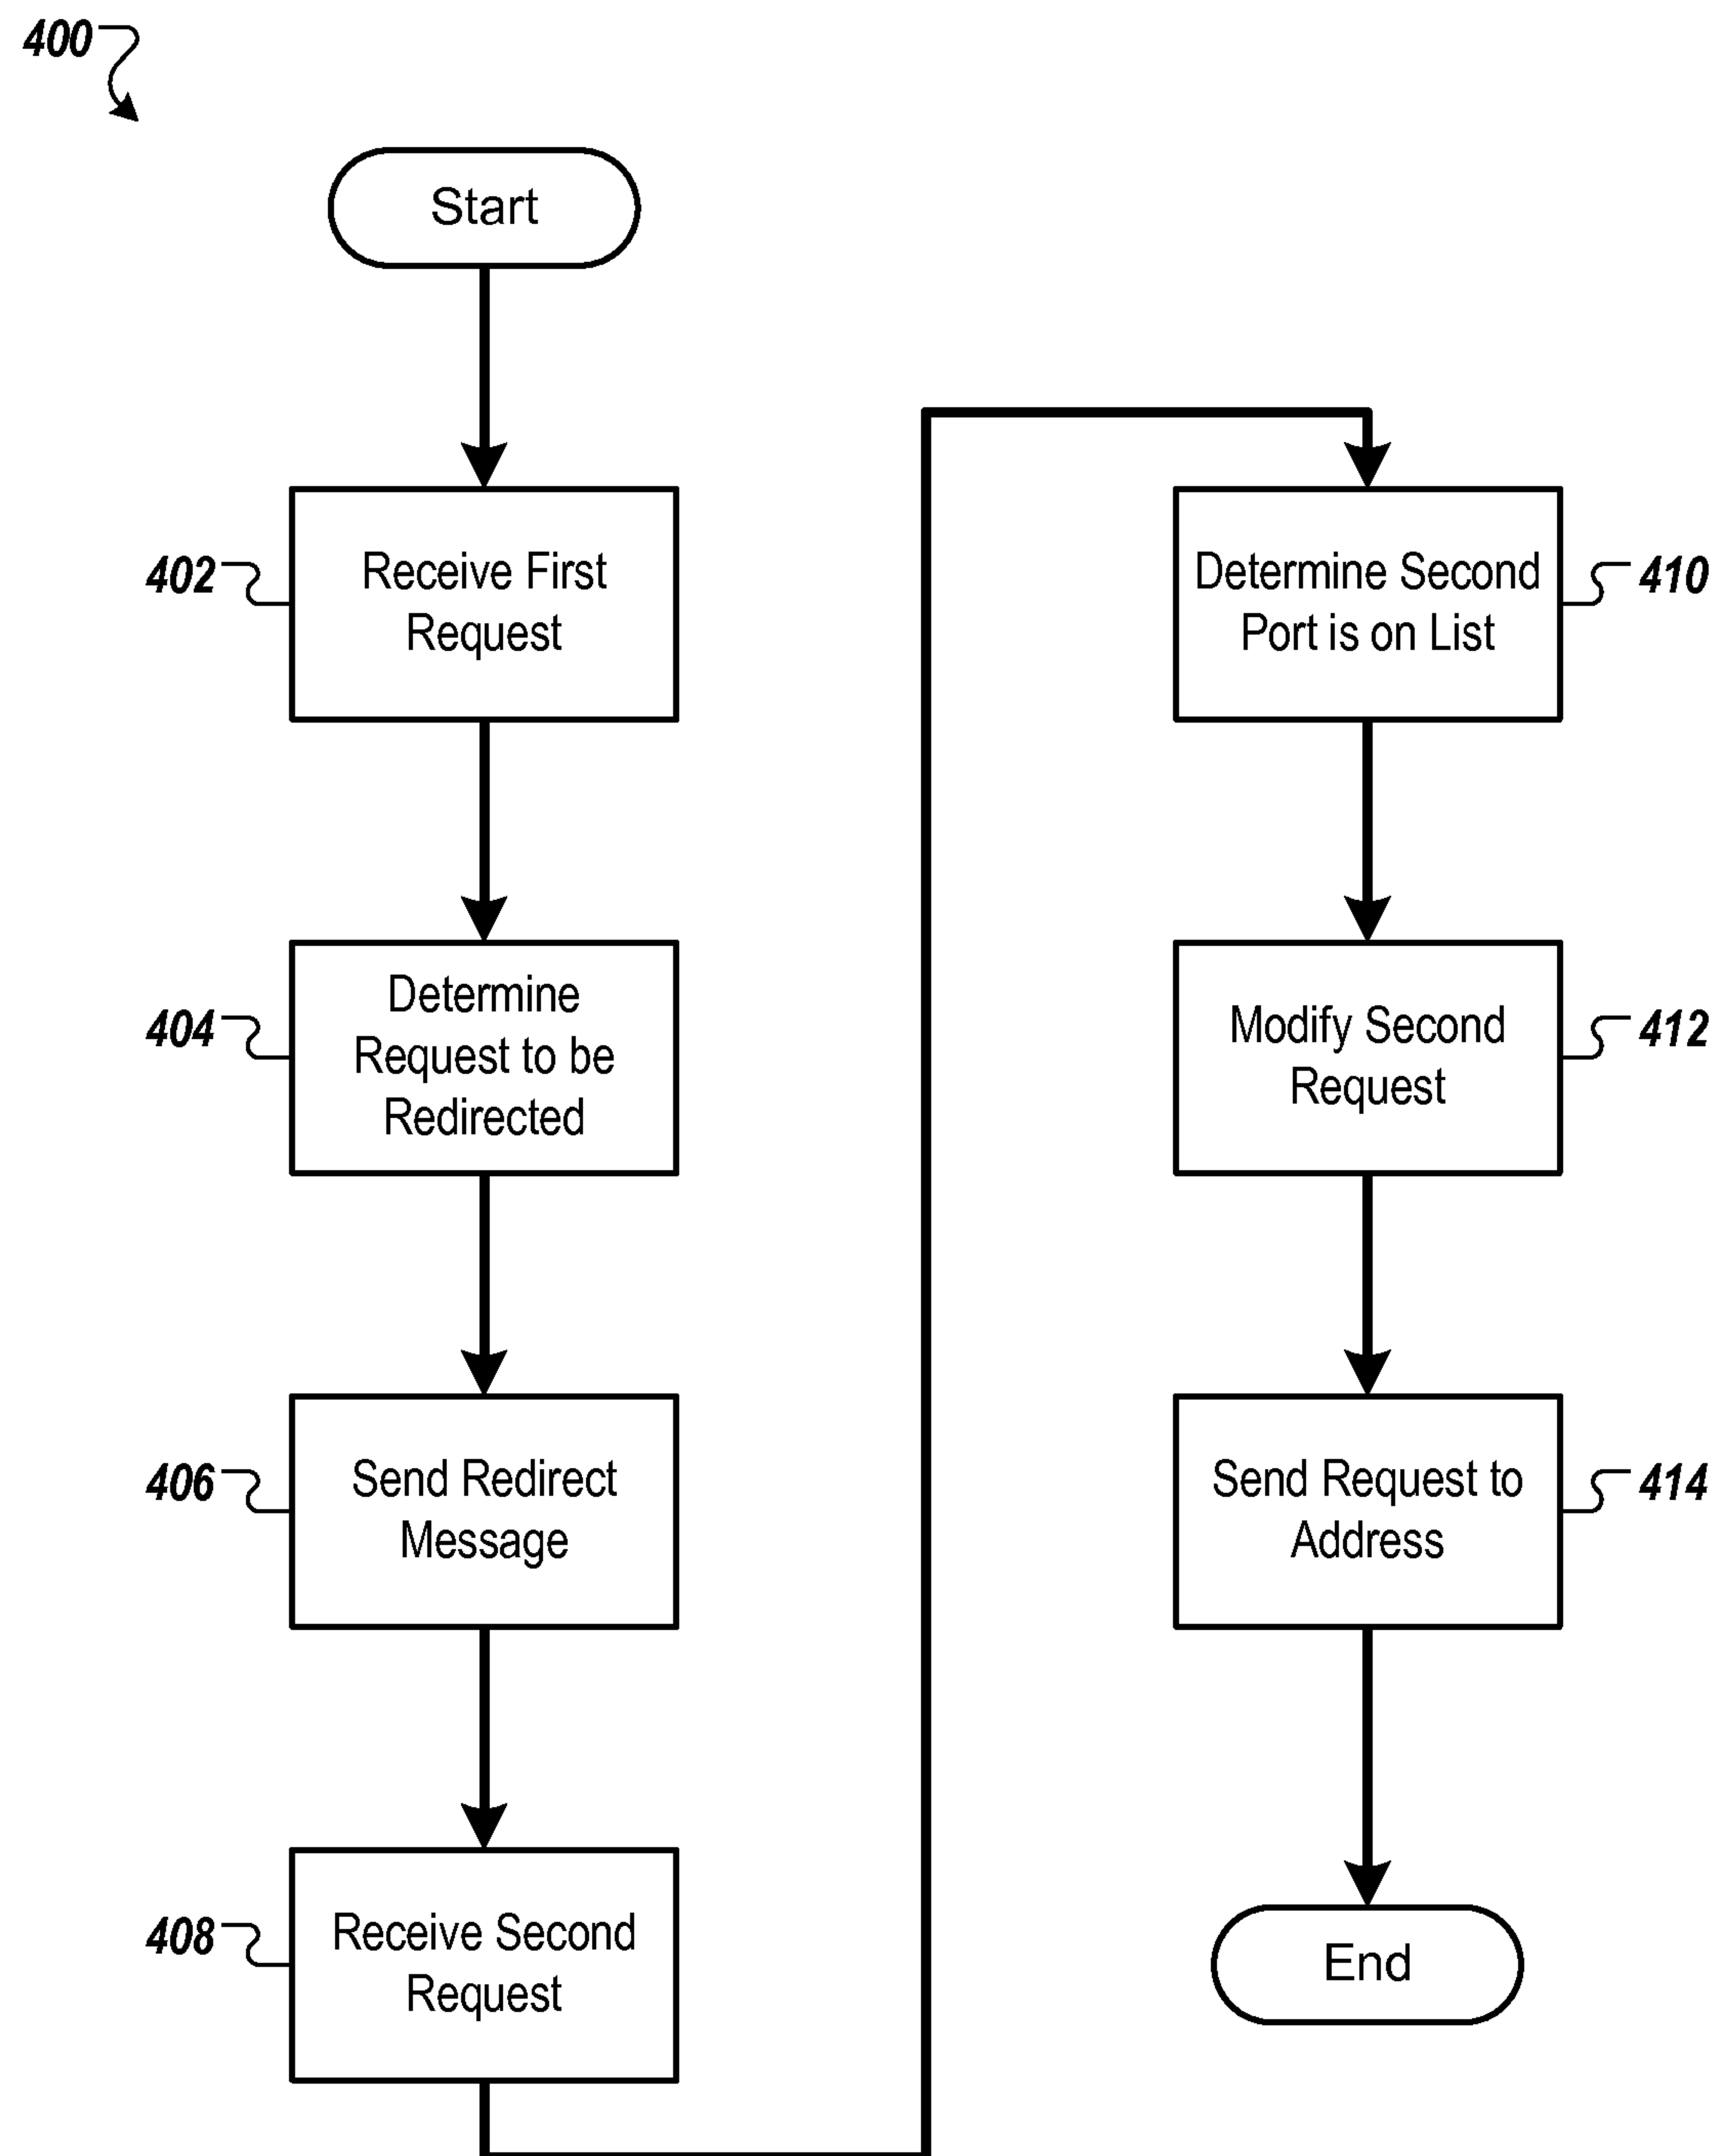 400
Start
402
Receive First
Request
404
Determine
Request to be
Redirected
406
Send Redirect
Message
408
Receive Second
Request
Determine Second
Port is on List
410
Modify Second
Request
412
Send Request to
Address
414
End